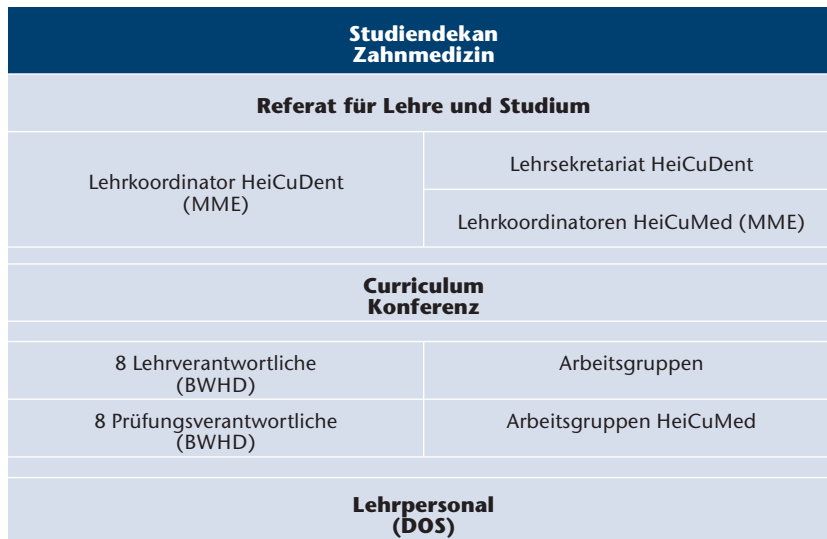 Studiendekan
Zahnmedizin
Referat für Lehre und Studium
Lehrkoordinator HeiCuDent
(MME)
Lehrsekretariat HeiCuDent
Lehrkoordinatoren HeiCuMed (MME)
Curriculum
Konferenz
8 Lehrverantwortliche
(BWHD)
Arbeitsgruppen
8 Prüfungsverantwortliche
(BWHD)
Arbeitsgruppen HeiCuMed
Lehrpersonal
(DOS)